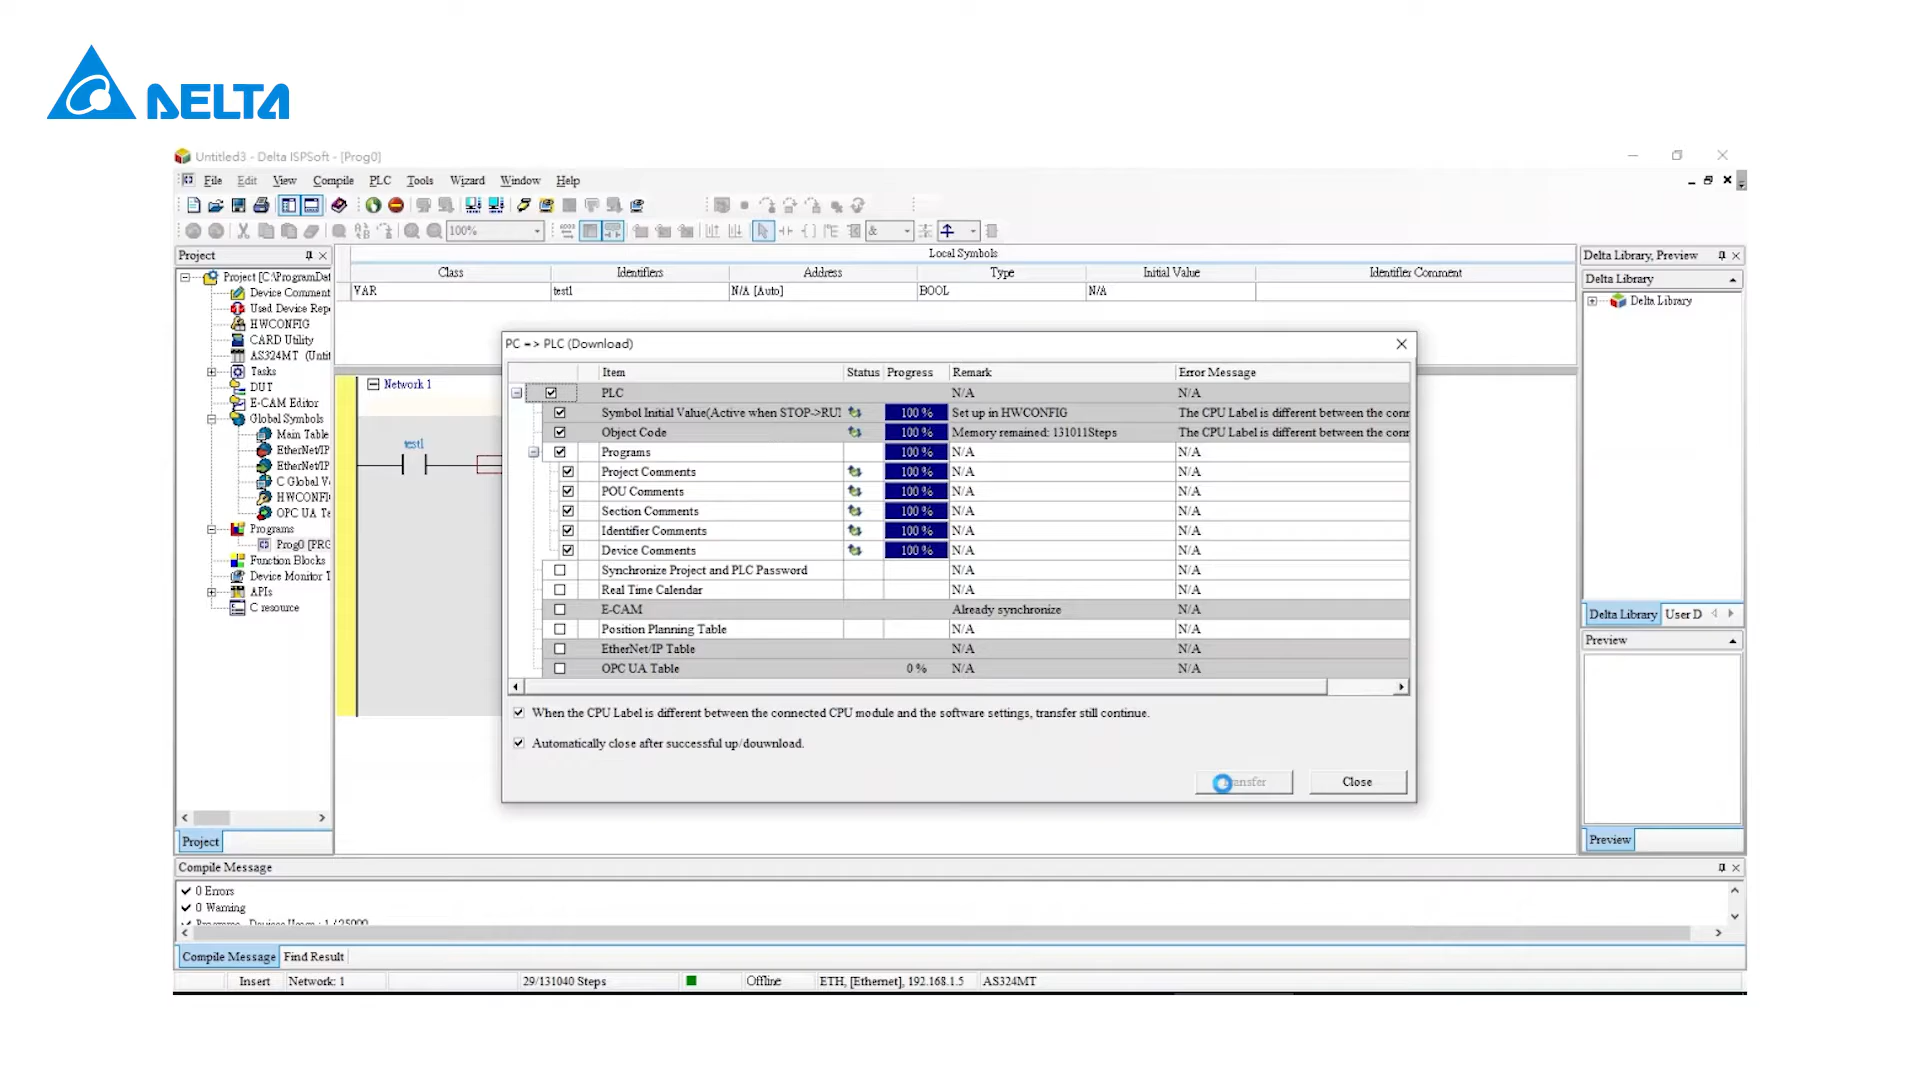 DELTA
Untitled3 - Delta ISPSoft - [Prog0]
File Edit View Compile PLC Tools Wizard Window Help
100% &
Project
Project [C:\ProgramDat
Device Comment
Used Device Rep
HWCONFIG
CARD Utility
AS324MT (Untit
Tasks
DUT
E-CAM Editor
Global Symbols
Main Table
EtherNet/IP
EtherNet/IP
C Global V
HWCONFI
OPC UA Ta
Programs
Prog0 [PRG
Function Blocks
Device Monitor T
APIs
C resource
Project
Local Symbols
Class Identifiers Address Type Initial Value Identifier Comment
VAR test1 N/A [Auto] BOOL N/A
Network 1
test1
PC => PLC (Download)
Item Status Progress Remark Error Message
PLC N/A N/A
Symbol Initial Value(Active when STOP->RU 100 % Set up in HWCONFIG The CPU Label is different between the conr
Object Code 100 % Memory remained: 131011Steps The CPU Label is different between the conr
Programs 100 % N/A N/A
Project Comments 100 % N/A N/A
POU Comments 100 % N/A N/A
Section Comments 100 % N/A N/A
Identifier Comments 100 % N/A N/A
Device Comments 100 % N/A N/A
Synchronize Project and PLC Password N/A N/A
Real Time Calendar N/A N/A
E-CAM Already synchronize N/A
Position Planning Table N/A N/A
EtherNet/IP Table N/A N/A
OPC UA Table 0 % N/A N/A
When the CPU Label is different between the connected CPU module and the software settings, transfer still continue.
Automatically close after successful up/douwnload.
ansfer Close
Delta Library, Preview
Delta Library
Delta Library
Delta Library User D
Preview
Preview
Compile Message
0 Errors
0 Warning
Compile Message Find Result
Insert Network: 1 29/131040 Steps Offline ETH, [Ethernet], 192.168.1.5 AS324MT